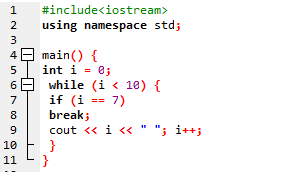 1 #include<iostream>
2 using namespace std;
3
4 main() {
5 int i = 0;
6 while (i < 10) {
7 if (i == 7)
8 break;
9 cout << i << " "; i++;
10 }
11 }